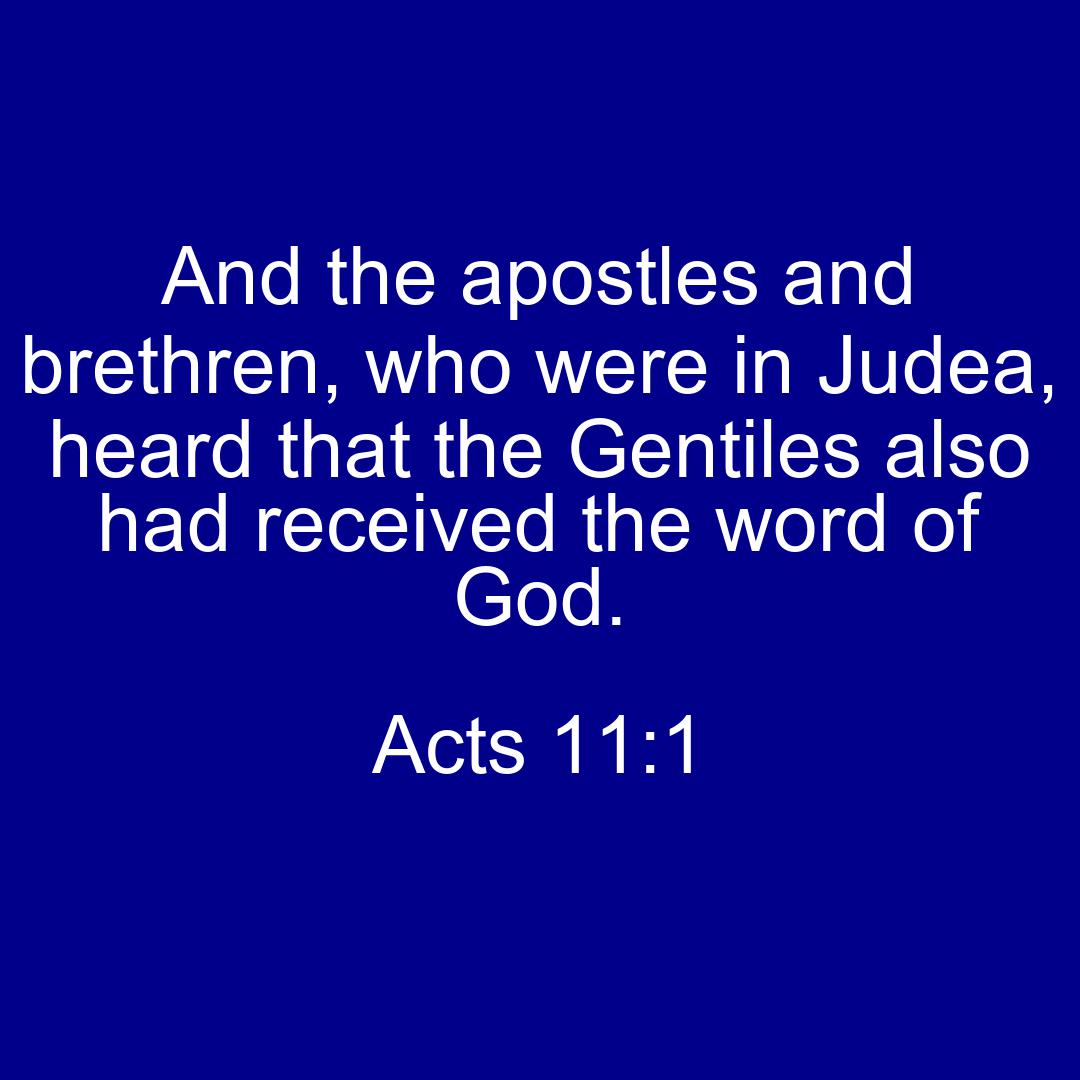 And the apostles and
brethren, who were in Judea,
heard that the Gentiles also
had received the word of
God.
Acts 11:1